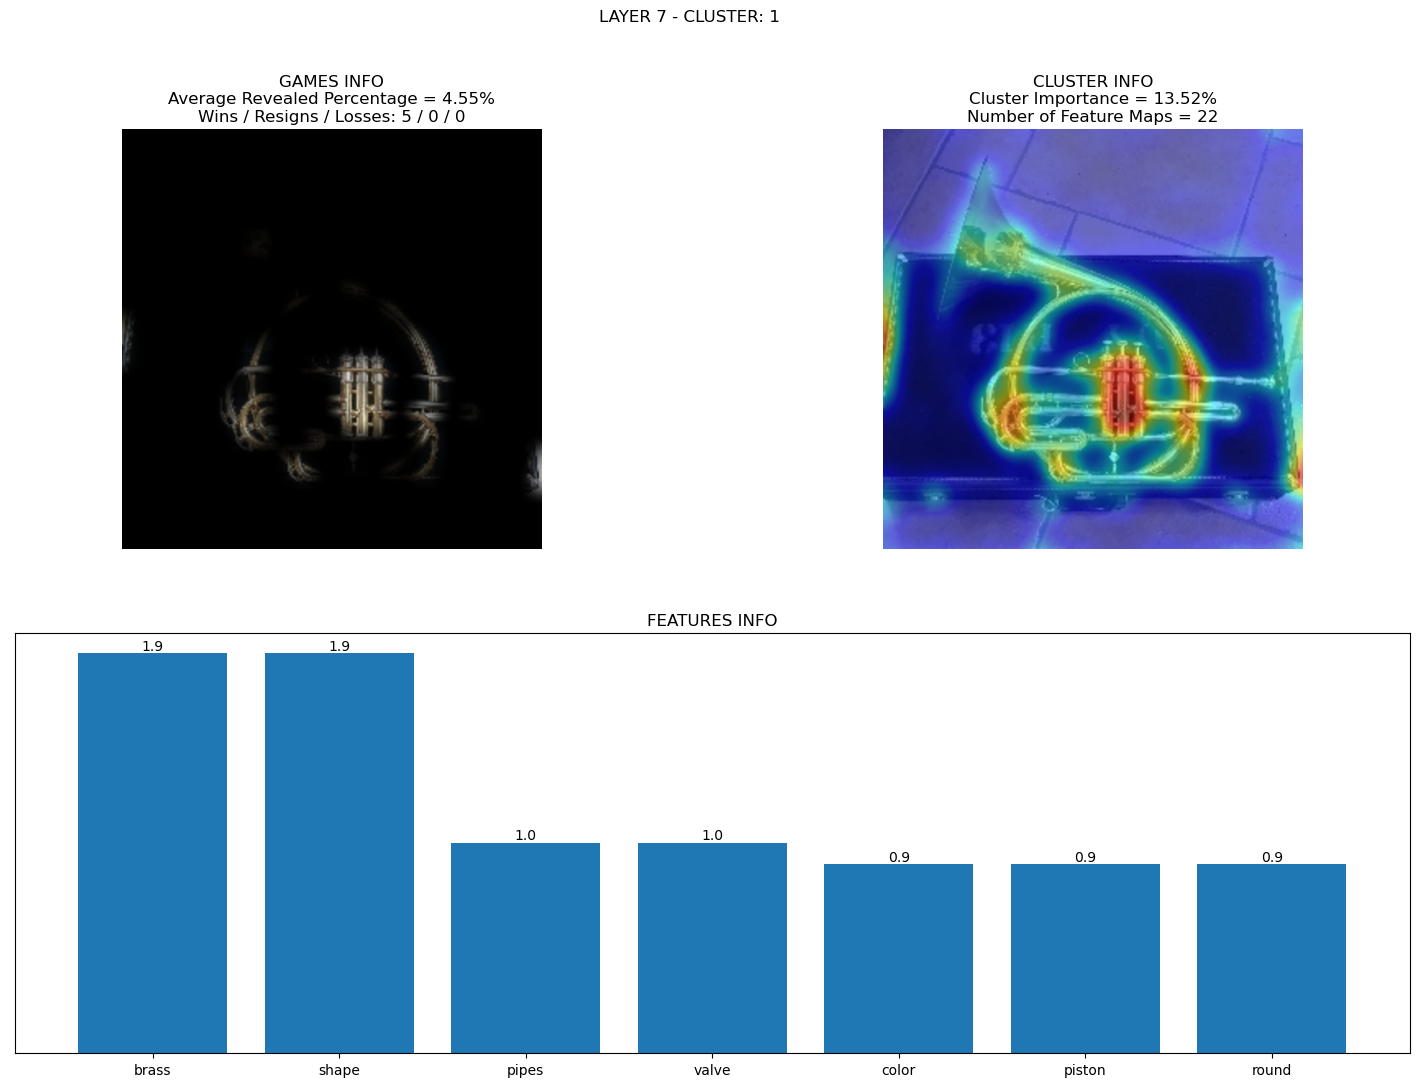 LAYER 7 - CLUSTER: 1
GAMES INFO
Average Revealed Percentage = 4.55%
Wins / Resigns / Losses: 5 / 0 / 0
CLUSTER INFO
Cluster Importance = 13.52%
Number of Feature Maps = 22
FEATURES INFO
1.9
1.9
1.0
1.0
0.9
0.9
0.9
brass
shape
pipes
valve
color
piston
round